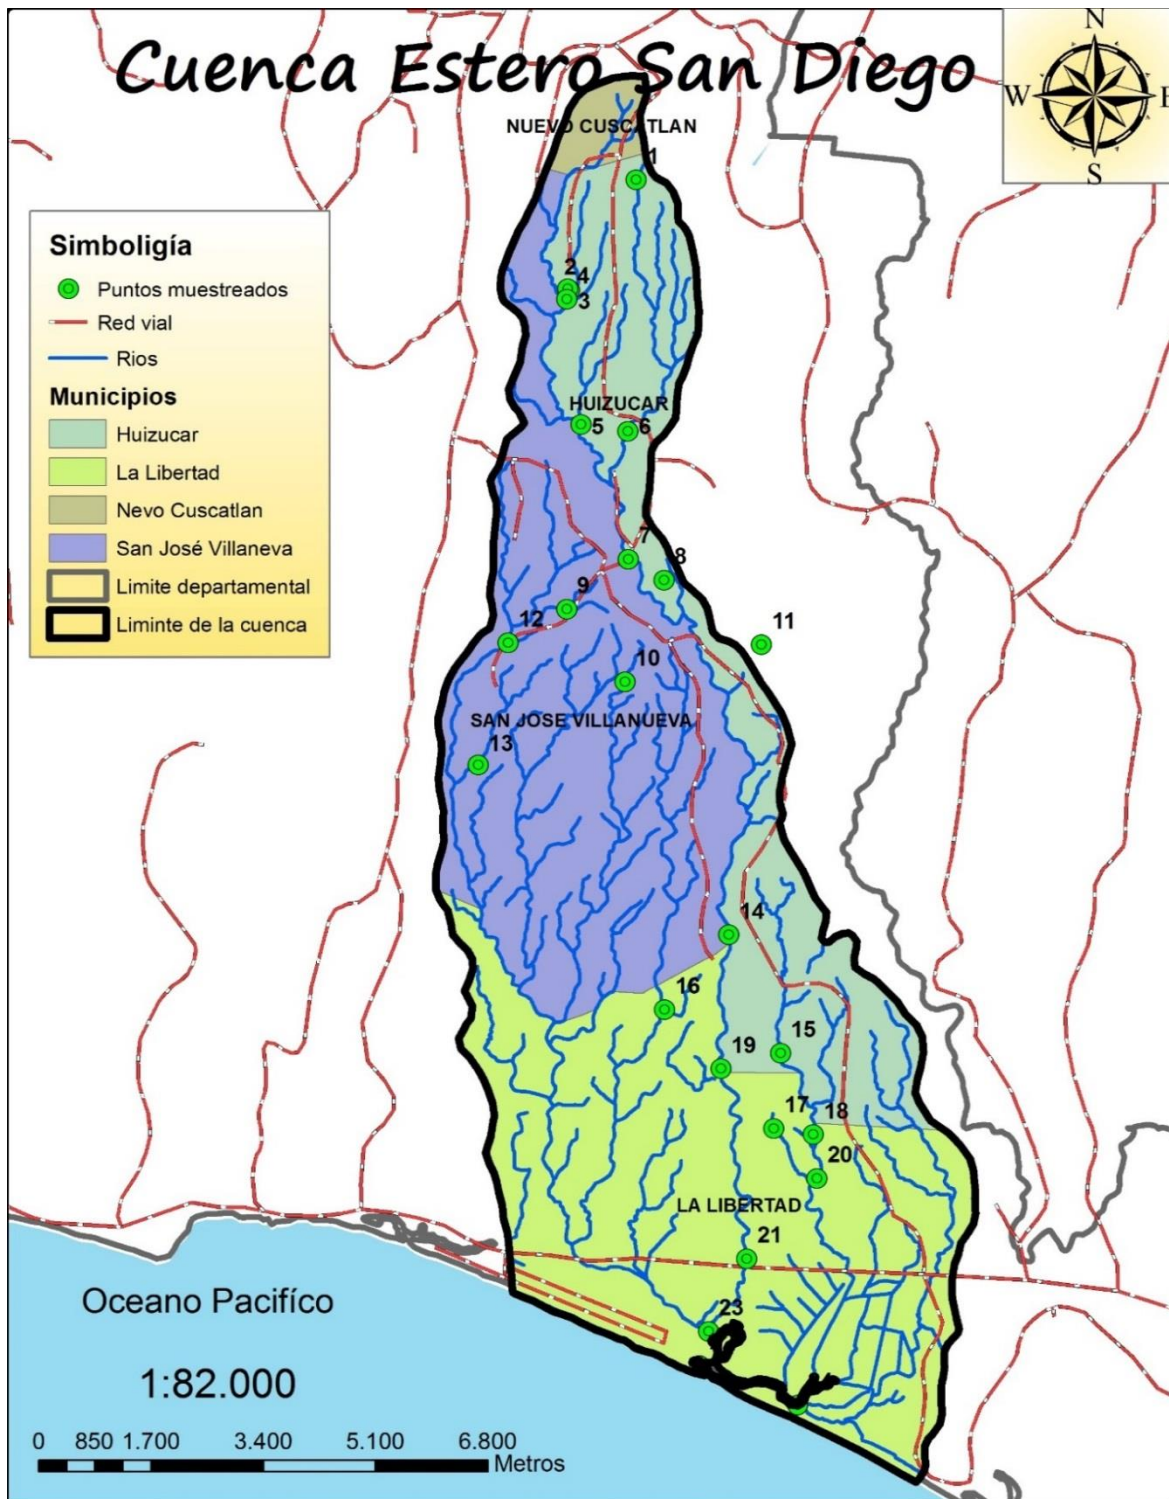 Cuenca Estero San Diego
N
W
E
S
NUEVO CUSCATLAN
1
Simboligía
Puntos muestreados
Red vial
Rios
Municipios
Huizucar
La Libertad
Nevo Cuscatlan
San José Villaneva
Limite departamental
Liminte de la cuenca
2
4
3
HUIZUCAR
5
6
7
8
9
12
11
10
SAN JOSE VILLANUEVA
13
14
16
15
19
17
18
20
LA LIBERTAD
21
23
Oceano Pacifíco
1:82.000
0 850 1.700 3.400 5.100 6.800
Metros